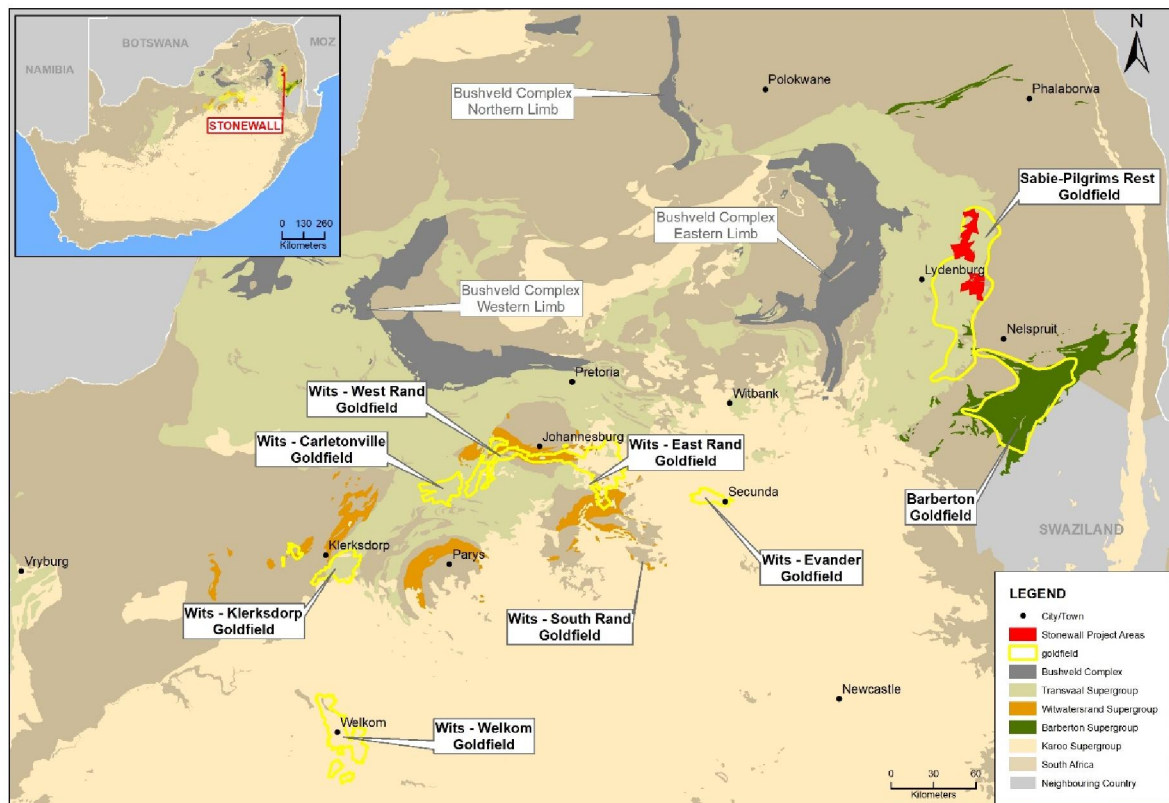 BOTSWANA
MOZ
NAMIBIA
STONEWALL
0 130 260
Kilometers
N
Polokwane
Phalaborwa
Bushveld Complex
Northern Limb
Sabie-Pilgrims Rest
Goldfield
Bushveld Complex
Eastern Limb
Lydenburg
Bushveld Complex
Western Limb
Nelspruit
Pretoria
Witbank
Wits - West Rand
Goldfield
Johannesburg
Wits - Carletonville
Goldfield
Wits - East Rand
Goldfield
Secunda
Barberton
Goldfield
SWAZILAND
Klerksdorp
Parys
Vryburg
Wits - Evander
Goldfield
Wits - Klerksdorp
Goldfield
Wits - South Rand
Goldfield
Newcastle
Welkom
Wits - Welkom
Goldfield
0 30 60
Kilometers
LEGEND
City/Town
Stonewall Project Areas
goldfield
Bushveld Complex
Transvaal Supergroup
Witwatersrand Supergroup
Barberton Supergroup
Karoo Supergroup
South Africa
Neighbouring Country